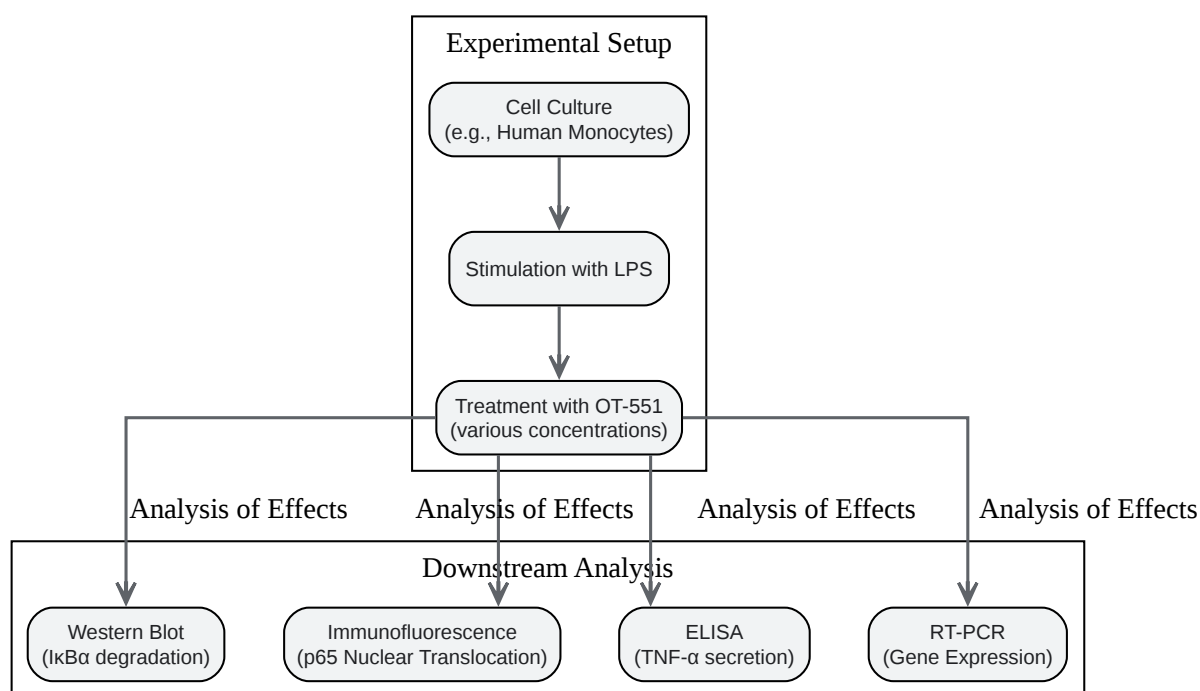 Experimental Setup
Cell Culture
(e.g., Human Monocytes)
Stimulation with LPS
Treatment with OT-551
(various concentrations)
Analysis of Effects
Analysis of Effects
Analysis of Effects
Analysis of Effects
Downstream Analysis
Western Blot
(IκBα degradation)
Immunofluorescence
(p65 Nuclear Translocation)
ELISA
(TNF-α secretion)
RT-PCR
(Gene Expression)